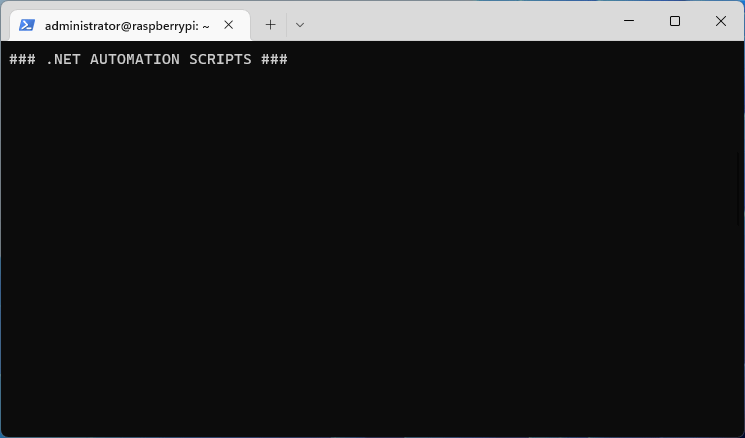 administrator@raspberrypi: ~
### .NET AUTOMATION SCRIPTS ###